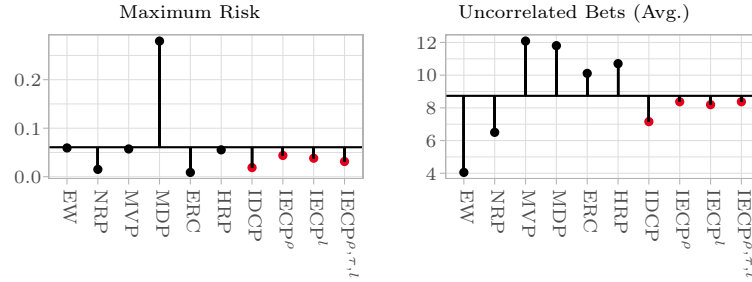 Maximum Risk
0.2
0.1
0.0
EW
NRP
MVP
MDP
ERC
HRP
IDCP
IECP^ρ
IECP^l
IECP^ρ,τ,l
Uncorrelated Bets (Avg.)
12
10
8
6
4
EW
NRP
MVP
MDP
ERC
HRP
IDCP
IECP^ρ
IECP^l
IECP^ρ,τ,l